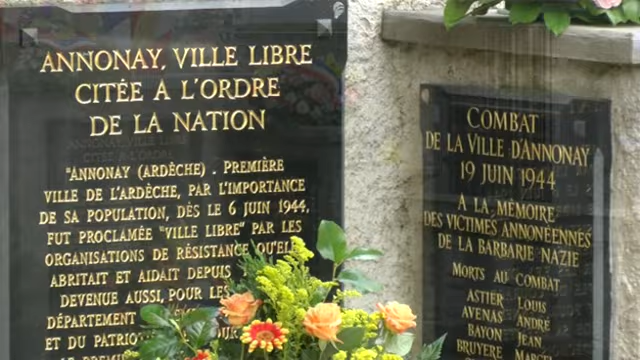 ANNONAY, VILLE LIBRE
CITÉE A L'ORDRE
DE LA NATION
"ANNONAY (ARDÈCHE). PREMIÈRE
VILLE DE L'ARDÈCHE, PAR L'IMPORTANCE
DE SA POPULATION, DÈS LE 6 JUIN 1944,
FUT PROCLAMÉE "VILLE LIBRE" PAR LES
ORGANISATIONS DE RÉSISTANCE QU'ELLE
ABRITAIT ET AIDAIT DEPUIS
DEVENUE AUSSI, POUR LES
DÉPARTEMENT
ET DU
COMBAT
DE LA VILLE D'ANNONAY
19 JUIN 1944
A LA MÉMOIRE
DES VICTIMES ANNONÉENNES
DE LA BARBARIE NAZIE
MORTS AU COMBAT
ASTIER LOUIS
AVENAS ANDRÉ
BAYON JEAN
BRUYÈRE